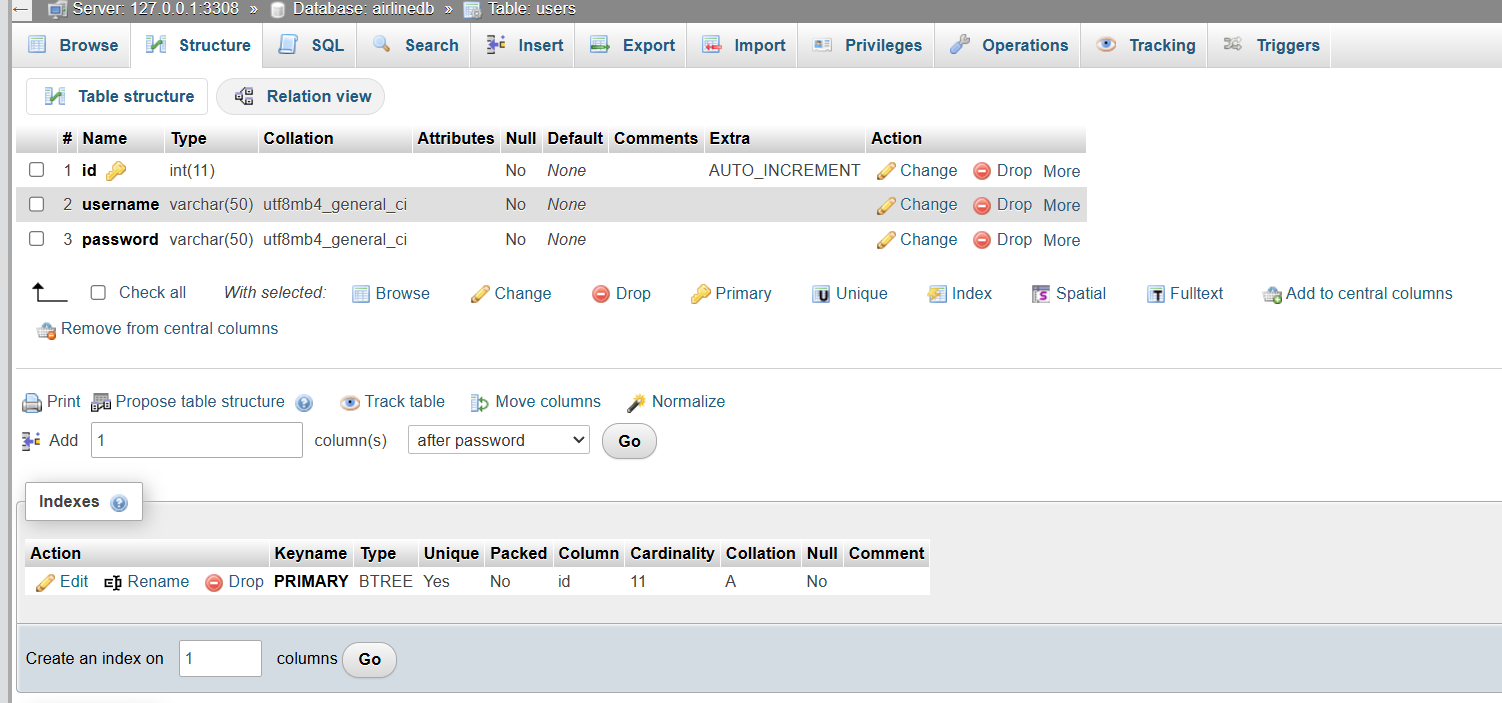 Server: 127.0.0.1:3308 » Database: airlinedb » Table: users
Browse Structure SQL Search Insert Export Import Privileges Operations Tracking Triggers
Table structure Relation view
# Name Type Collation Attributes Null Default Comments Extra Action
1 id int(11) No None AUTO_INCREMENT Change Drop More
2 username varchar(50) utf8mb4_general_ci No None Change Drop More
3 password varchar(50) utf8mb4_general_ci No None Change Drop More
Check all With selected: Browse Change Drop Primary Unique Index Spatial Fulltext Add to central columns
Remove from central columns
Print Propose table structure Track table Move columns Normalize
Add 1 column(s) after password Go
Indexes
Action Keyname Type Unique Packed Column Cardinality Collation Null Comment
Edit Rename Drop PRIMARY BTREE Yes No id 11 A No
Create an index on 1 columns Go